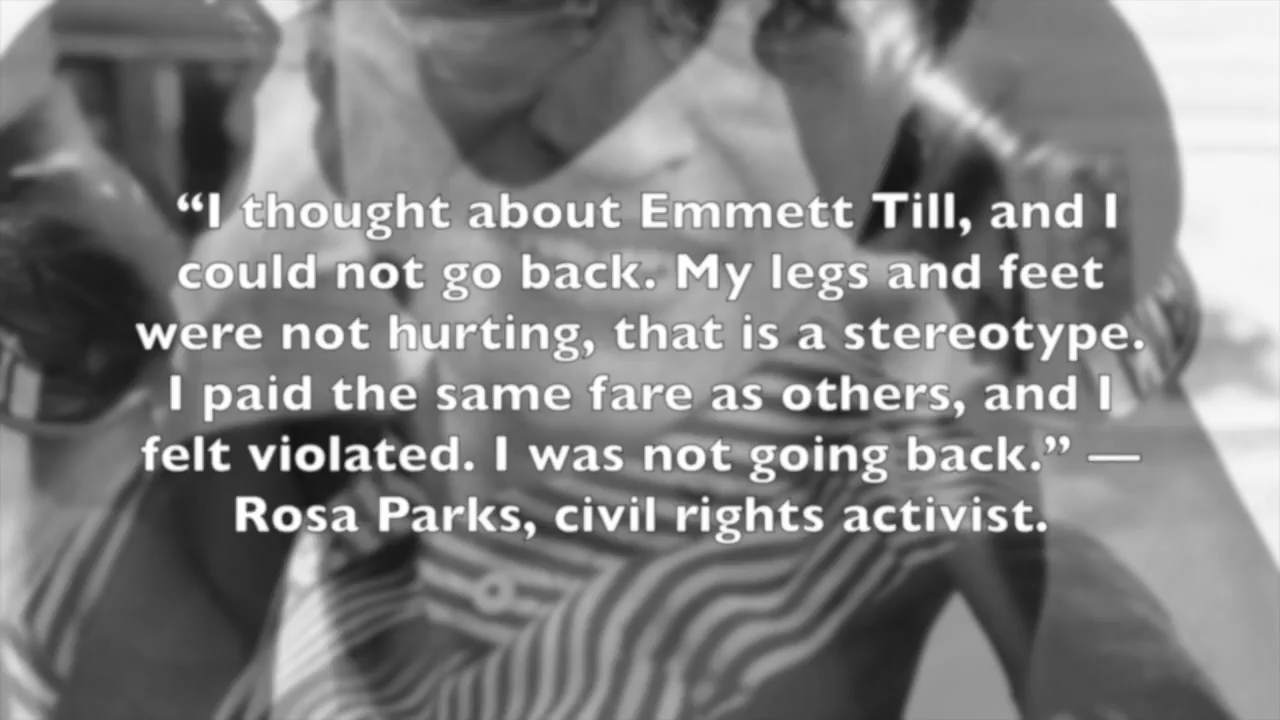 “I thought about Emmett Till, and I
could not go back. My legs and feet
were not hurting, that is a stereotype.
I paid the same fare as others, and I
felt violated. I was not going back.” —
Rosa Parks, civil rights activist.